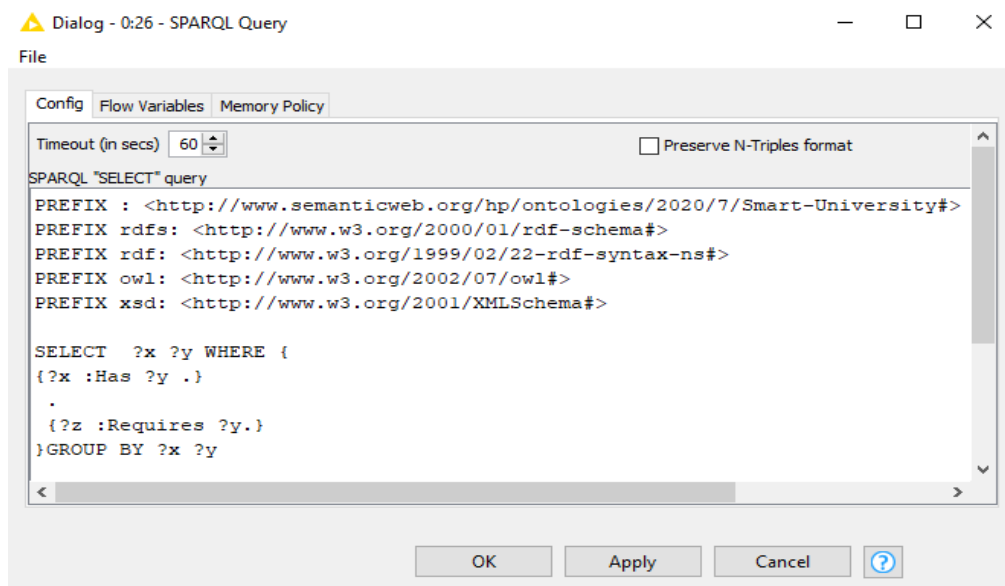 Dialog - 0:26 - SPARQL Query
File
Config Flow Variables Memory Policy
Timeout (in secs) 60 Preserve N-Triples format
SPARQL "SELECT" query
PREFIX : <http://www.semanticweb.org/hp/ontologies/2020/7/Smart-University#>
PREFIX rdfs: <http://www.w3.org/2000/01/rdf-schema#>
PREFIX rdf: <http://www.w3.org/1999/02/22-rdf-syntax-ns#>
PREFIX owl: <http://www.w3.org/2002/07/owl#>
PREFIX xsd: <http://www.w3.org/2001/XMLSchema#>
SELECT  ?x ?y WHERE {
{?x :Has ?y .}
.
{?z :Requires ?y.}
}GROUP BY ?x ?y
OK Apply Cancel ?